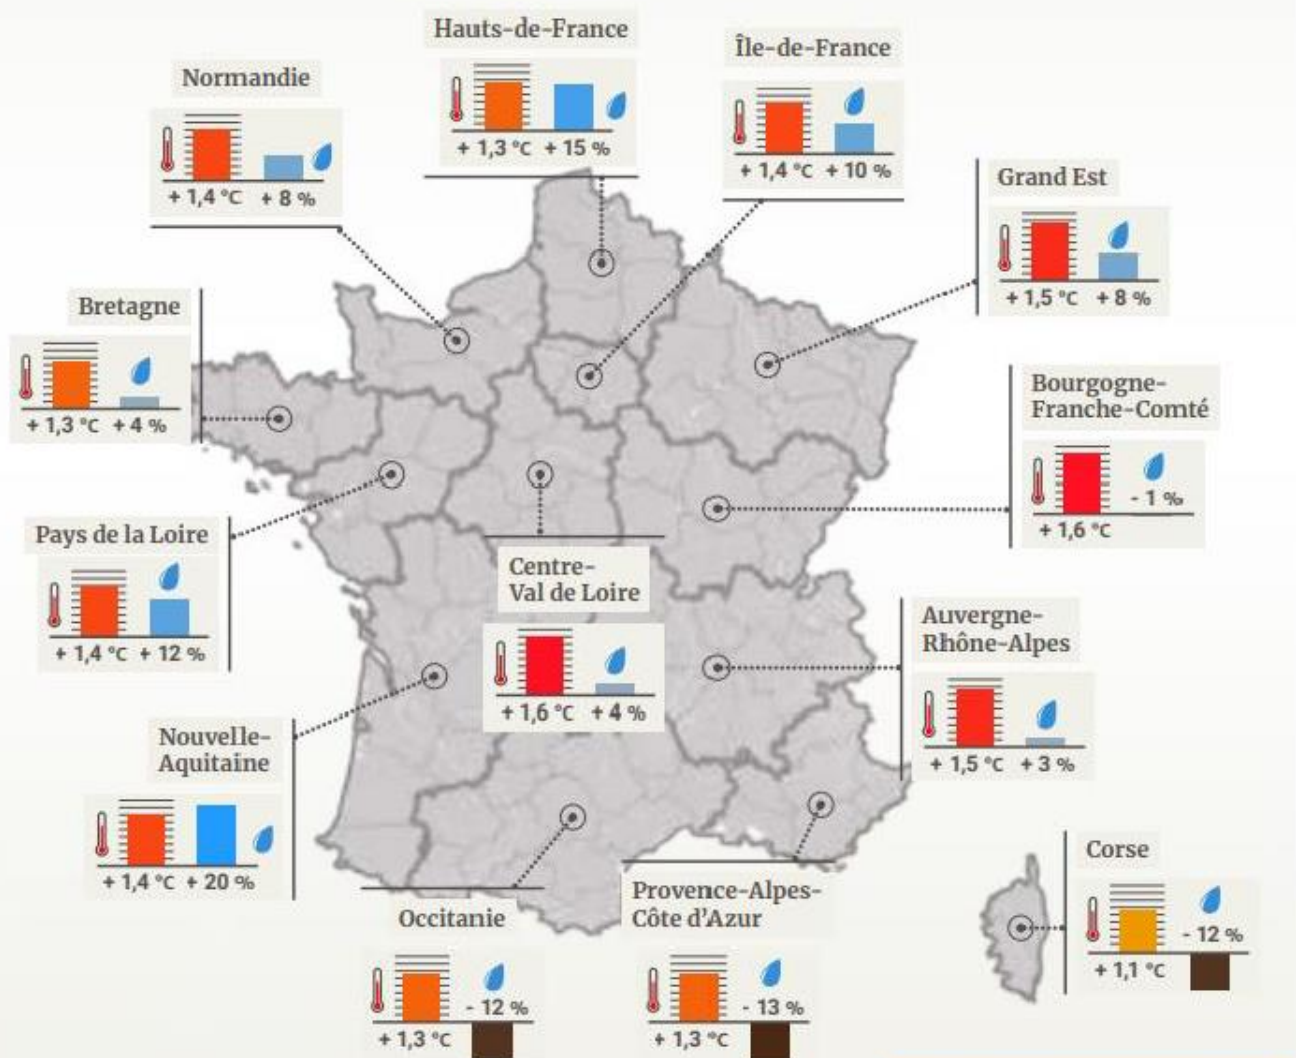 Hauts-de-France
+ 1,3 °C + 15 %
Île-de-France
+ 1,4 °C + 10 %
Normandie
+ 1,4 °C + 8 %
Grand Est
+ 1,5 °C + 8 %
Bretagne
+ 1,3 °C + 4 %
Bourgogne-
Franche-Comté
- 1 %
+ 1,6 °C
Pays de la Loire
+ 1,4 °C + 12 %
Centre-
Val de Loire
+ 1,6 °C + 4 %
Auvergne-
Rhône-Alpes
+ 1,5 °C + 3 %
Nouvelle-
Aquitaine
+ 1,4 °C + 20 %
Occitanie
- 12 %
+ 1,3 °C
Provence-Alpes-
Côte d'Azur
- 13 %
+ 1,3 °C
Corse
- 12 %
+ 1,1 °C